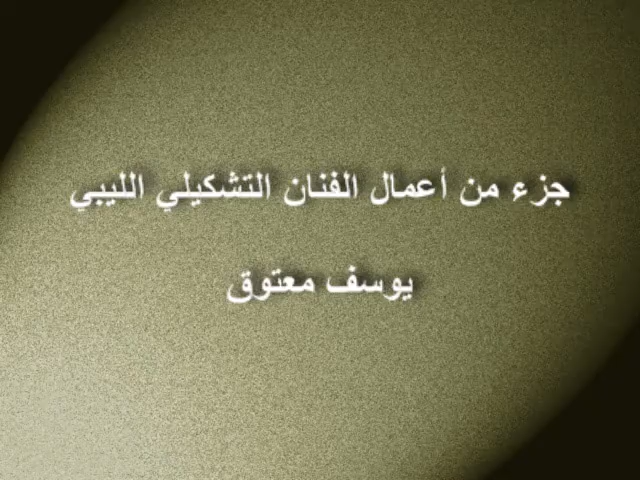 جزء من أعمال الفنان التشكيلي الليبي
يوسف معتوق